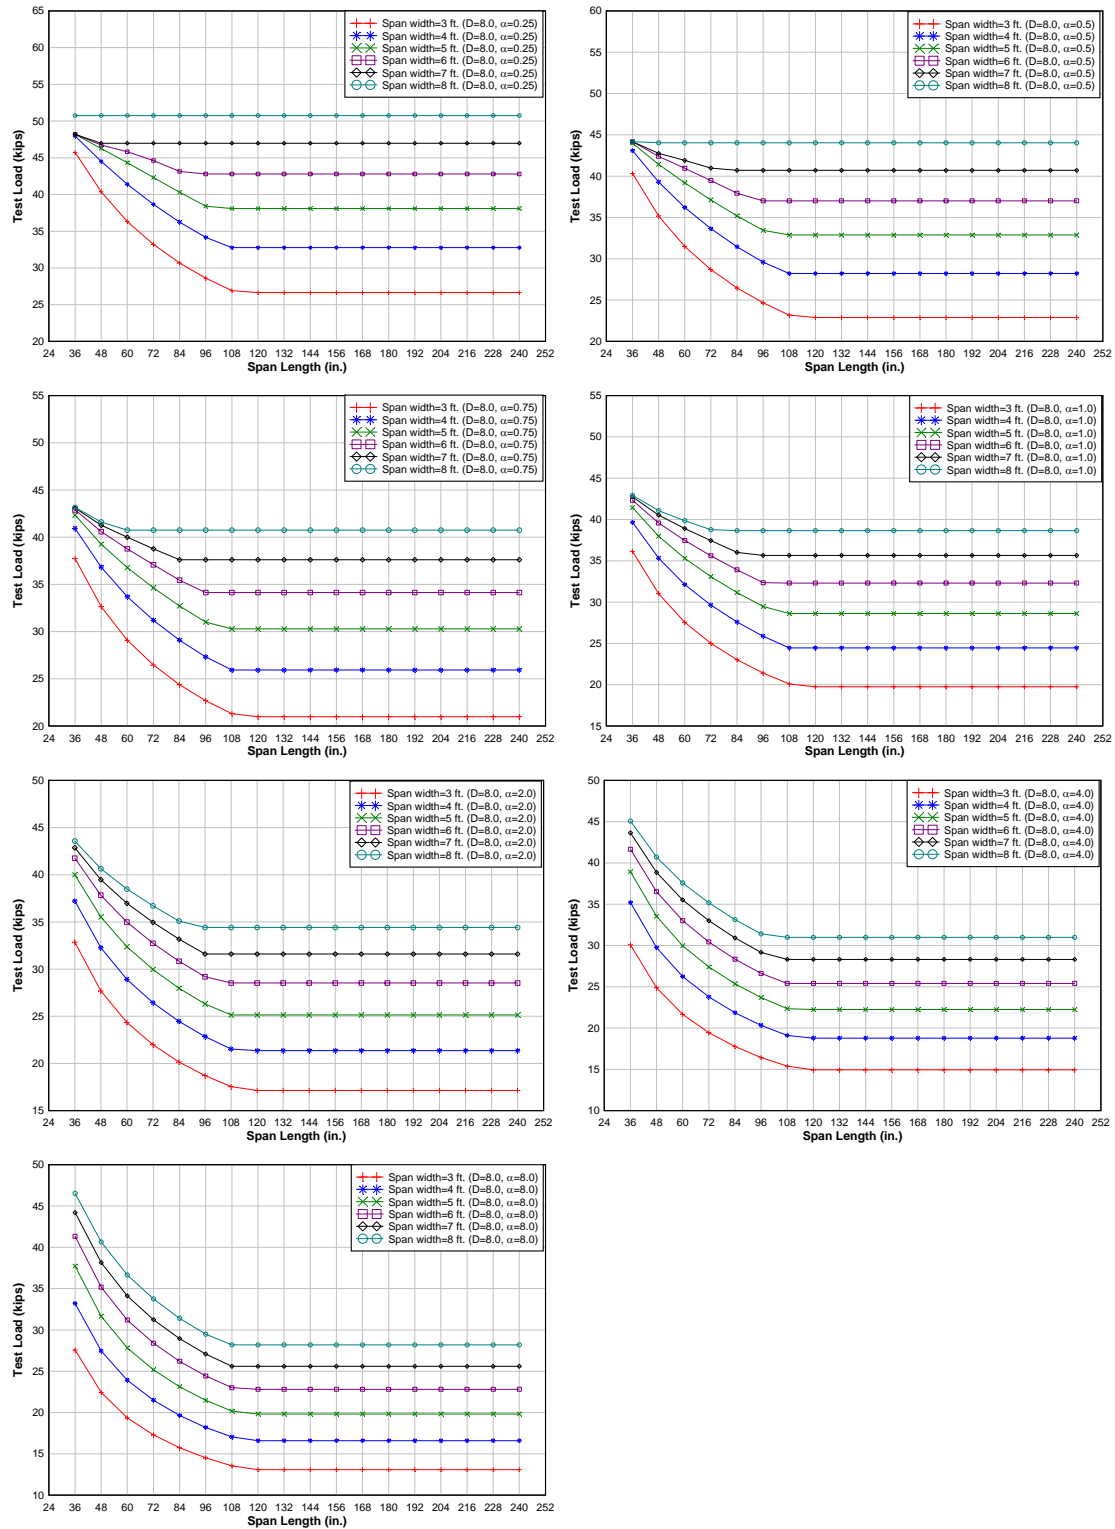 65
60
55
50
45
40
35
30
25
20
Test Load (kips)
Span width=3 ft. (D=8.0, α=0.25)
Span width=4 ft. (D=8.0, α=0.25)
Span width=5 ft. (D=8.0, α=0.25)
Span width=6 ft. (D=8.0, α=0.25)
Span width=7 ft. (D=8.0, α=0.25)
Span width=8 ft. (D=8.0, α=0.25)
24 36 48 60 72 84 96 108 120 132 144 156 168 180 192 204 216 228 240 252
Span Length (in.)
60
55
50
45
40
35
30
25
20
Test Load (kips)
Span width=3 ft. (D=8.0, α=0.5)
Span width=4 ft. (D=8.0, α=0.5)
Span width=5 ft. (D=8.0, α=0.5)
Span width=6 ft. (D=8.0, α=0.5)
Span width=7 ft. (D=8.0, α=0.5)
Span width=8 ft. (D=8.0, α=0.5)
24 36 48 60 72 84 96 108 120 132 144 156 168 180 192 204 216 228 240 252
Span Length (in.)
55
50
45
40
35
30
25
20
Test Load (kips)
Span width=3 ft. (D=8.0, α=0.75)
Span width=4 ft. (D=8.0, α=0.75)
Span width=5 ft. (D=8.0, α=0.75)
Span width=6 ft. (D=8.0, α=0.75)
Span width=7 ft. (D=8.0, α=0.75)
Span width=8 ft. (D=8.0, α=0.75)
24 36 48 60 72 84 96 108 120 132 144 156 168 180 192 204 216 228 240 252
Span Length (in.)
55
50
45
40
35
30
25
20
15
Test Load (kips)
Span width=3 ft. (D=8.0, α=1.0)
Span width=4 ft. (D=8.0, α=1.0)
Span width=5 ft. (D=8.0, α=1.0)
Span width=6 ft. (D=8.0, α=1.0)
Span width=7 ft. (D=8.0, α=1.0)
Span width=8 ft. (D=8.0, α=1.0)
24 36 48 60 72 84 96 108 120 132 144 156 168 180 192 204 216 228 240 252
Span Length (in.)
50
45
40
35
30
25
20
15
Test Load (kips)
Span width=3 ft. (D=8.0, α=2.0)
Span width=4 ft. (D=8.0, α=2.0)
Span width=5 ft. (D=8.0, α=2.0)
Span width=6 ft. (D=8.0, α=2.0)
Span width=7 ft. (D=8.0, α=2.0)
Span width=8 ft. (D=8.0, α=2.0)
24 36 48 60 72 84 96 108 120 132 144 156 168 180 192 204 216 228 240 252
Span Length (in.)
50
45
40
35
30
25
20
15
10
Test Load (kips)
Span width=3 ft. (D=8.0, α=4.0)
Span width=4 ft. (D=8.0, α=4.0)
Span width=5 ft. (D=8.0, α=4.0)
Span width=6 ft. (D=8.0, α=4.0)
Span width=7 ft. (D=8.0, α=4.0)
Span width=8 ft. (D=8.0, α=4.0)
24 36 48 60 72 84 96 108 120 132 144 156 168 180 192 204 216 228 240 252
Span Length (in.)
50
45
40
35
30
25
20
15
10
Test Load (kips)
Span width=3 ft. (D=8.0, α=8.0)
Span width=4 ft. (D=8.0, α=8.0)
Span width=5 ft. (D=8.0, α=8.0)
Span width=6 ft. (D=8.0, α=8.0)
Span width=7 ft. (D=8.0, α=8.0)
Span width=8 ft. (D=8.0, α=8.0)
24 36 48 60 72 84 96 108 120 132 144 156 168 180 192 204 216 228 240 252
Span Length (in.)